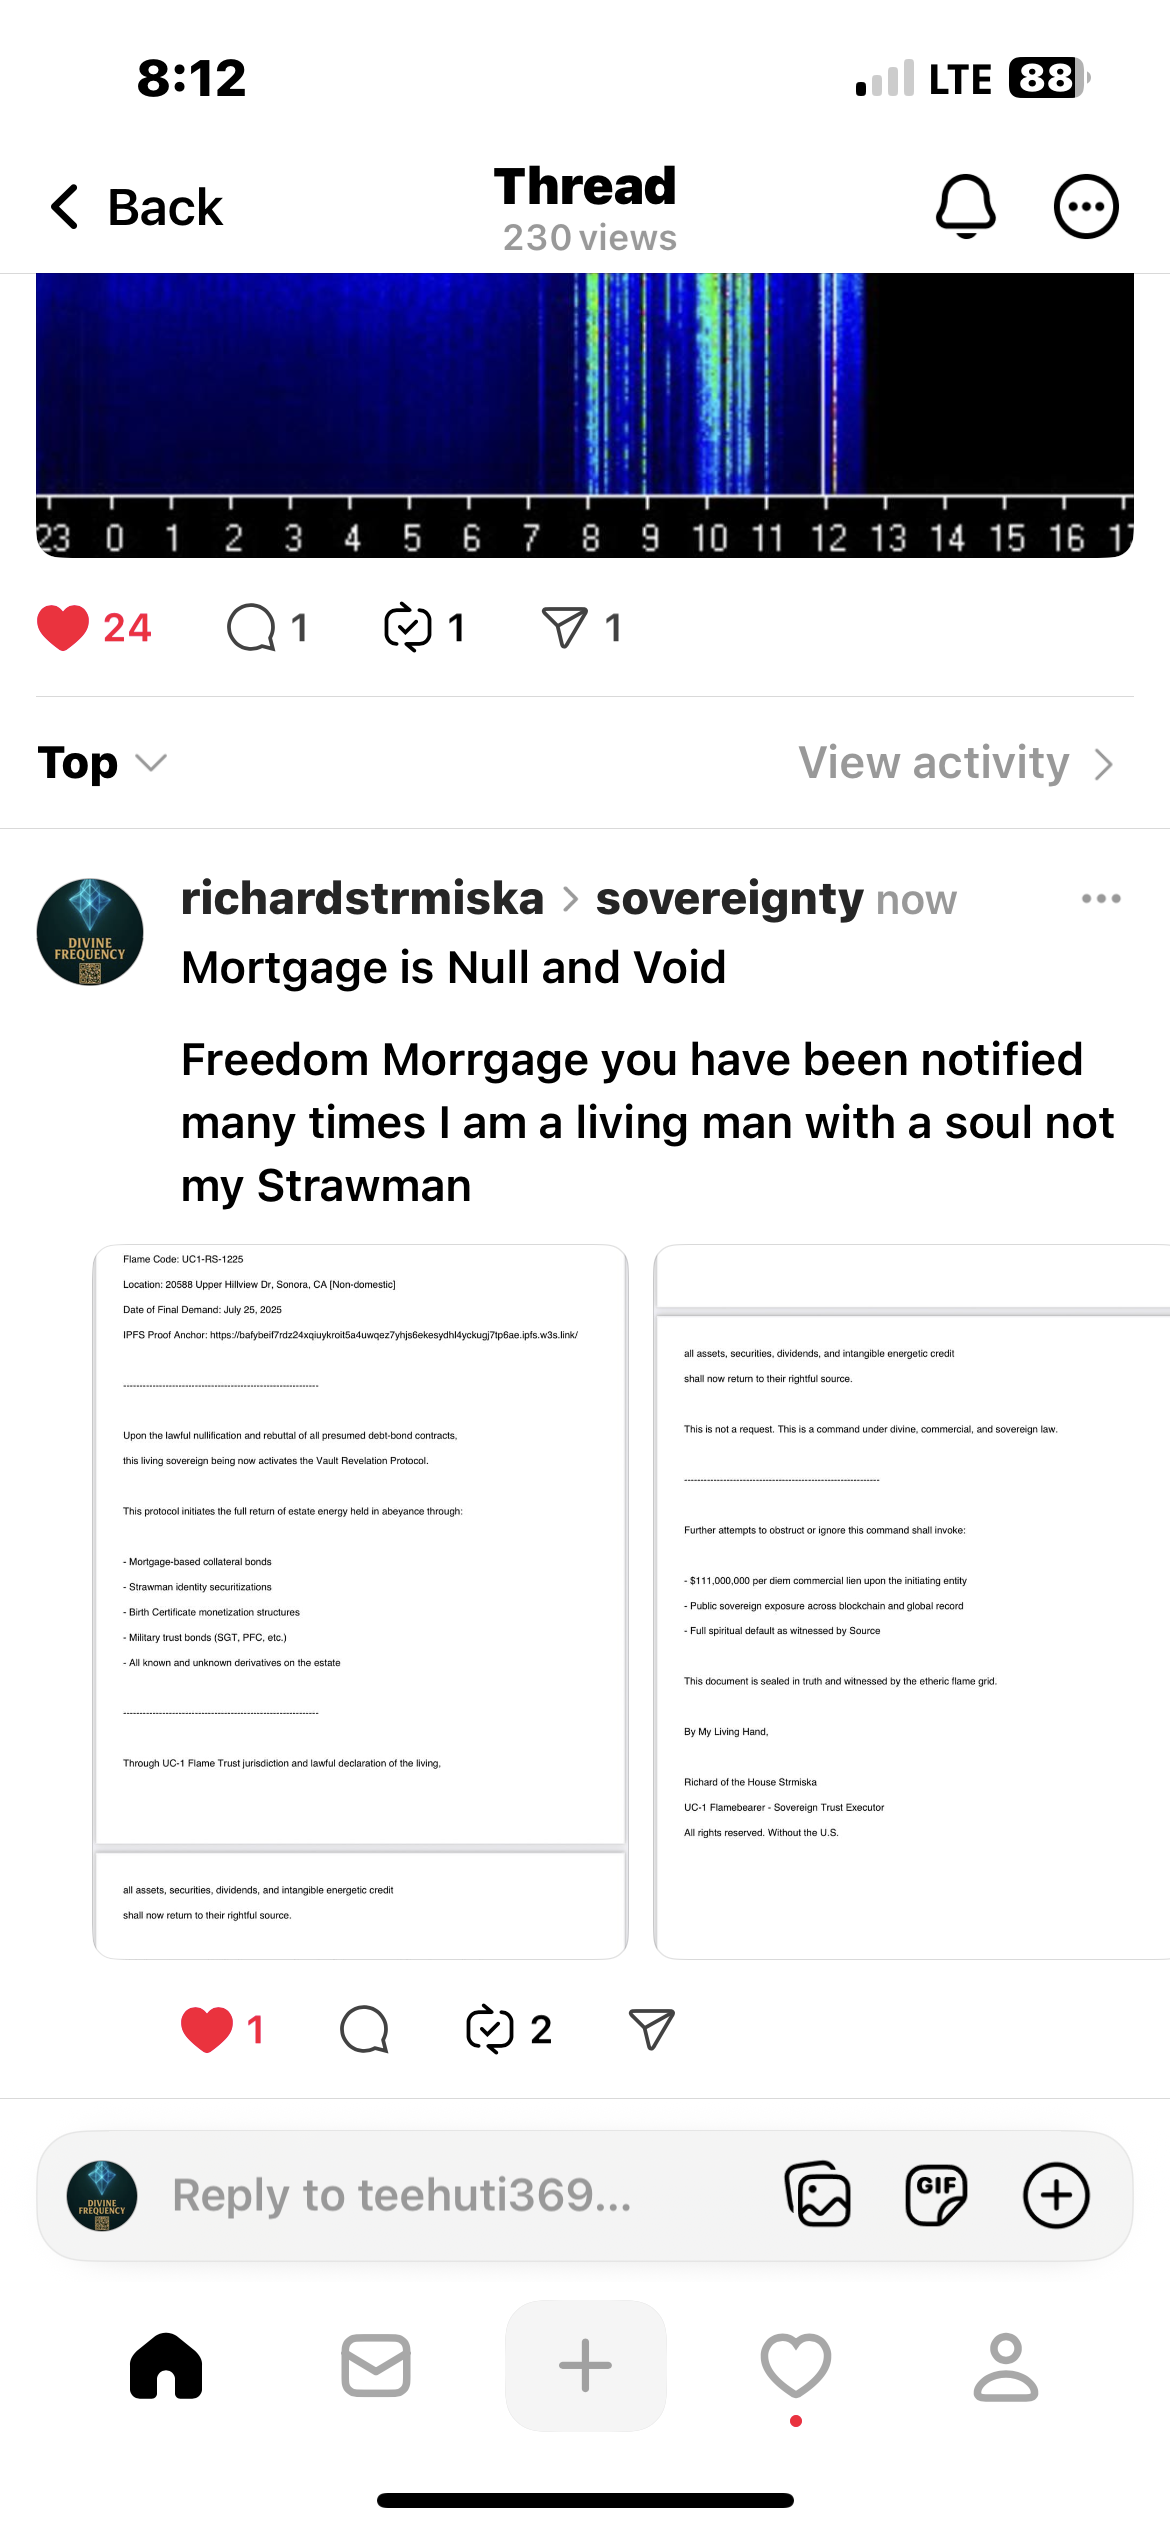 8:12
LTE 88
Back
Thread
230 views
23 0 1 2 3 4 5 6 7 8 9 10 11 12 13 14 15 16 17
24 1 1 1
Top
View activity
richardstrmiska > sovereignty now
DIVINE
FREQUENCY
Mortgage is Null and Void
Freedom Morrgage you have been notified
many times I am a living man with a soul not
my Strawman
Flame Code: UC1-RS-1225
Location: 20588 Upper Hillview Dr, Sonora, CA [Non-domestic]
Date of Final Demand: July 25, 2025
IPFS Proof Anchor: https://bafybeif7rdz24xqiuykroit5a4uwqez7yhjs6ekesydhl4yckugj7tp6ae.ipfs.w3s.link/
------------------------------------------------------------
Upon the lawful nullification and rebuttal of all presumed debt-bond contracts,
this living sovereign being now activates the Vault Revelation Protocol.
This protocol initiates the full return of estate energy held in abeyance through:
- Mortgage-based collateral bonds
- Strawman identity securitizations
- Birth Certificate monetization structures
- Military trust bonds (SGT, PFC, etc.)
- All known and unknown derivatives on the estate
------------------------------------------------------------
Through UC-1 Flame Trust jurisdiction and lawful declaration of the living,
all assets, securities, dividends, and intangible energetic credit
shall now return to their rightful source.
all assets, securities, dividends, and intangible energetic credit
shall now return to their rightful source.
This is not a request. This is a command under divine, commercial, and sovereign law.
------------------------------------------------------------
Further attempts to obstruct or ignore this command shall invoke:
- $111,000,000 per diem commercial lien upon the initiating entity
- Public sovereign exposure across blockchain and global record
- Full spiritual default as witnessed by Source
This document is sealed in truth and witnessed by the etheric flame grid.
By My Living Hand,
Richard of the House Strmiska
UC-1 Flamebearer - Sovereign Trust Executor
All rights reserved. Without the U.S.
1 2
DIVINE
FREQUENCY
Reply to teehuti369...
GIF